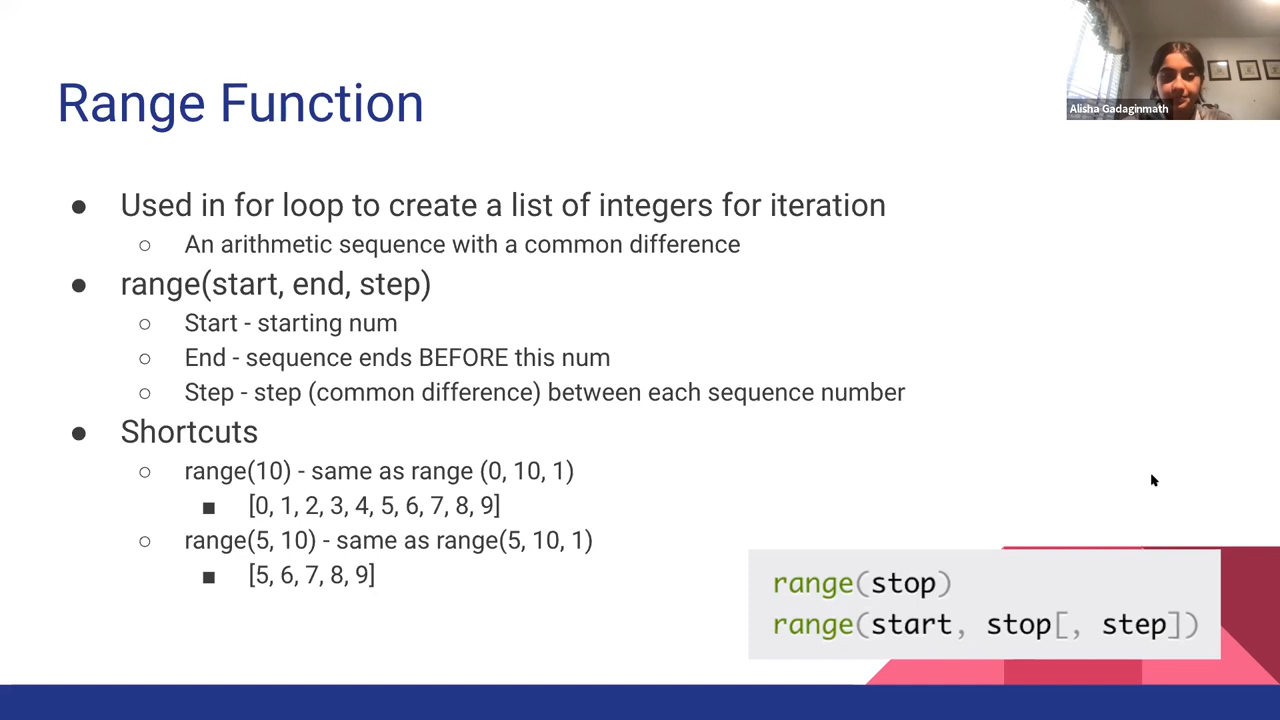 Alisha Gadaginmath
Range Function
● Used in for loop to create a list of integers for iteration
○ An arithmetic sequence with a common difference
● range(start, end, step)
○ Start - starting num
○ End - sequence ends BEFORE this num
○ Step - step (common difference) between each sequence number
● Shortcuts
○ range(10) - same as range (0, 10, 1)
■ [0, 1, 2, 3, 4, 5, 6, 7, 8, 9]
○ range(5, 10) - same as range(5, 10, 1)
■ [5, 6, 7, 8, 9]
range(stop)
range(start, stop[, step])